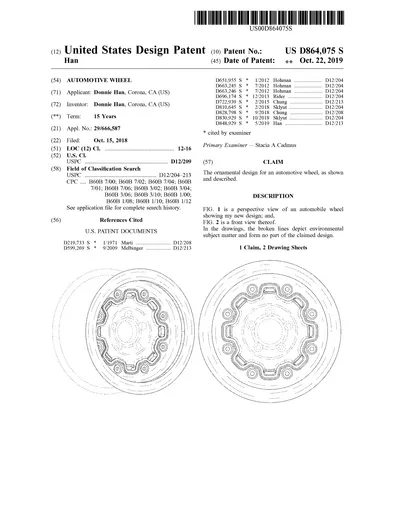 US00D864075S
(12) United States Design Patent
Han
(10) Patent No.: US D864,075 S
(45) Date of Patent: ** Oct. 22, 2019
(54) AUTOMOTIVE WHEEL
(71) Applicant: Donnie Han, Corona, CA (US)
(72) Inventor: Donnie Han, Corona, CA (US)
(**) Term: 15 Years
(21) Appl. No.: 29/666,587
(22) Filed: Oct. 15, 2018
(51) LOC (12) Cl. ............ 12-16
(52) U.S. Cl.
USPC ............ D12/209
(58) Field of Classification Search
USPC ............ D12/204-213
CPC .... B60B 7/00; B60B 7/02; B60B 7/04; B60B
7/01; B60B 7/06; B60B 3/02; B60B 3/04;
B60B 3/06; B60B 3/10; B60B 1/00;
B60B 1/08; B60B 1/10; B60B 1/12
See application file for complete search history.
(56) References Cited
U.S. PATENT DOCUMENTS
D219,733 S * 1/1971 Marti ............ D12/208
D599,269 S * 9/2009 Malbinger ............ D12/213
D651,955 S * 1/2012 Hohman ............ D12/204
D663,245 S * 7/2012 Hohman ............ D12/204
D663,246 S * 7/2012 Hohman ............ D12/204
D696,174 S * 12/2013 Rider ............ D12/204
D722,930 S * 2/2015 Chung ............ D12/213
D810,645 S * 2/2018 Sklyut ............ D12/204
D828,798 S * 9/2018 Chung ............ D12/208
D830,929 S * 10/2018 Sklyut ............ D12/204
D848,929 S * 5/2019 Han ............ D12/213
* cited by examiner
Primary Examiner — Stacia A Cadmus
(57) CLAIM
The ornamental design for an automotive wheel, as shown
and described.
DESCRIPTION
FIG. 1 is a perspective view of an automobile wheel
showing my new design; and,
FIG. 2 is a front view thereof.
In the drawings, the broken lines depict environmental
subject matter and form no part of the claimed design.
1 Claim, 2 Drawing Sheets